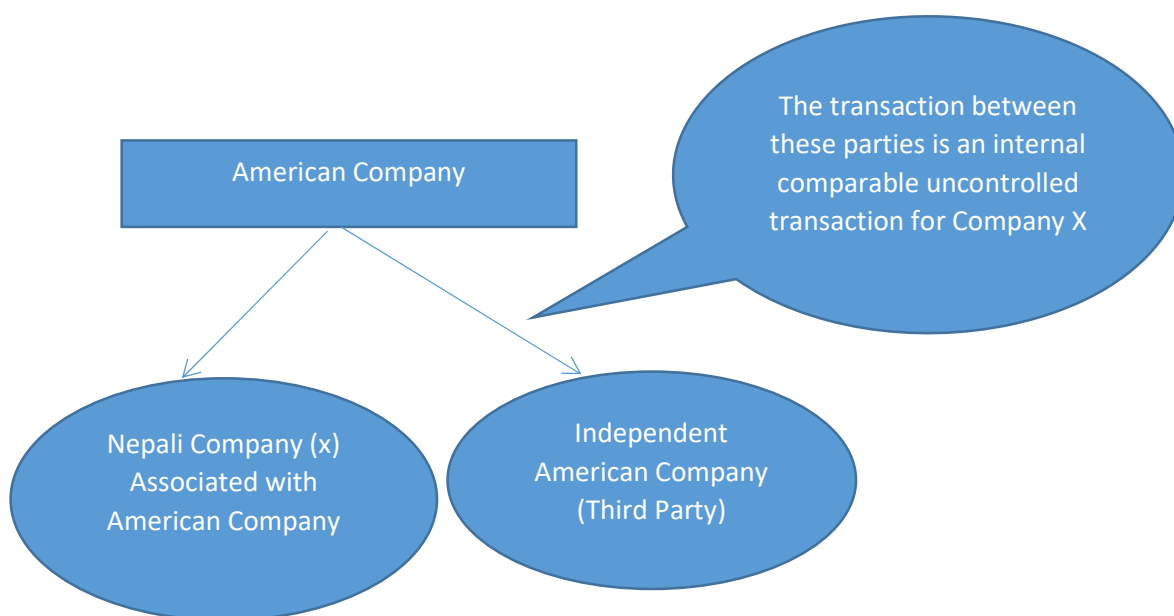 American Company
The transaction between
these parties is an internal
comparable uncontrolled
transaction for Company X
Nepali Company (x)
Associated with
American Company
Independent
American Company
(Third Party)